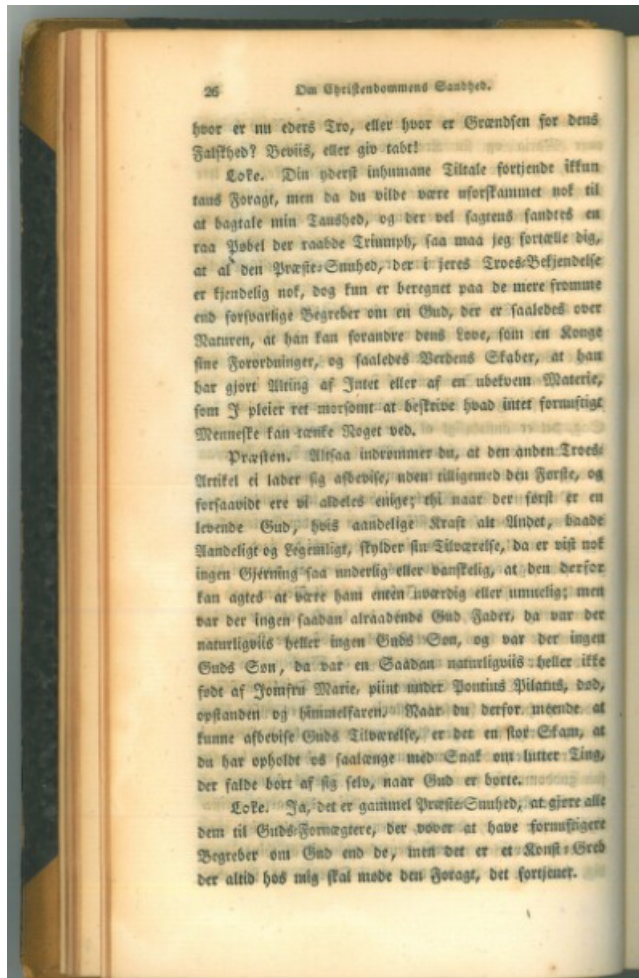 26 Om Christendommens Sandhed.
hvor er nu eders Tro, eller hvor er Grændsen for dens
Falskhed? Beviis, eller giv tabt!
Loke. Din yderst inhumane Tiltale fortjende ikkun
taus Foragt, men da du vilde være uforskammet nok til
at bagtale min Taushed, og der vel sagtens fandtes en
raa Pøbel der raabde Triumph, saa maa jeg fortælle dig,
at al den Præste-Snuhed, der i jeres Troes-Bekjendelse
er kjendelig nok, dog kun er beregnet paa de mere fromme
end forsvarlige Begreber om en Gud, der er saaledes over
Naturen, at han kan forandre dens Love, som en Konge
sine Forordninger, og saaledes Verdens Skaber, at han
har gjort Alting af Intet eller af en ubekvem Materie,
som I pleier ret morsomt at beskrive hvad intet fornuftigt
Menneske kan tænke Noget ved.
Præsten. Altsaa indrømmer du, at den anden Troes-
Artikel ei lader sig afbevise, uden tilligemed den Første, og
forsaavidt ere vi aldeles enige; thi naar der først er en
levende Gud, hvis aandelige Kraft alt Andet, baade
Aandeligt og Legemligt, skylder sin Tilværelse, da er vist nok
ingen Gjerning saa underlig eller vanskelig, at den derfor
kan agtes at være ham enten uværdig eller umuelig; men
var der ingen saadan alraadende Gud Fader, da var der
naturligviis heller ingen Guds Søn, og var der ingen
Guds Søn, da var en Saadan naturligviis heller ikke
født af Jomfru Marie, piint under Pontius Pilatus, død,
opstanden og himmelfaren. Naar du derfor meende at
kunne afbevise Guds Tilværelse, er det en stor Skam, at
du har opholdt os saalænge med Snak om lutter Ting,
der falde bort af sig selv, naar Gud er borte.
Loke. Ja, det er gammel Præste-Snuhed, at gjøre alle
dem til Guds-Fornægtere, der vover at have fornuftigere
Begreber om Gud end de, men det er et Konst-Greb
der altid hos mig skal møde den Foragt, det fortjener.